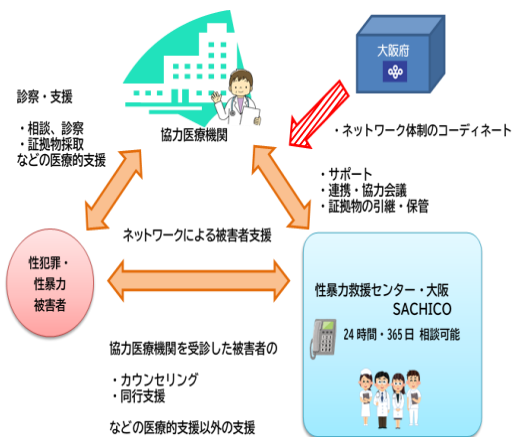 大阪府
診察・支援
・相談、診察
・証拠物採取
などの医療的支援
協力医療機関
・ネットワーク体制のコーディネート
・サポート
・連携・協力会議
・証拠物の引継・保管
ネットワークによる被害者支援
性犯罪・
性暴力
被害者
性暴力救援センター・大阪
SACHICO
24時間・365日 相談可能
協力医療機関を受診した被害者の
・カウンセリング
・同行支援
などの医療的支援以外の支援